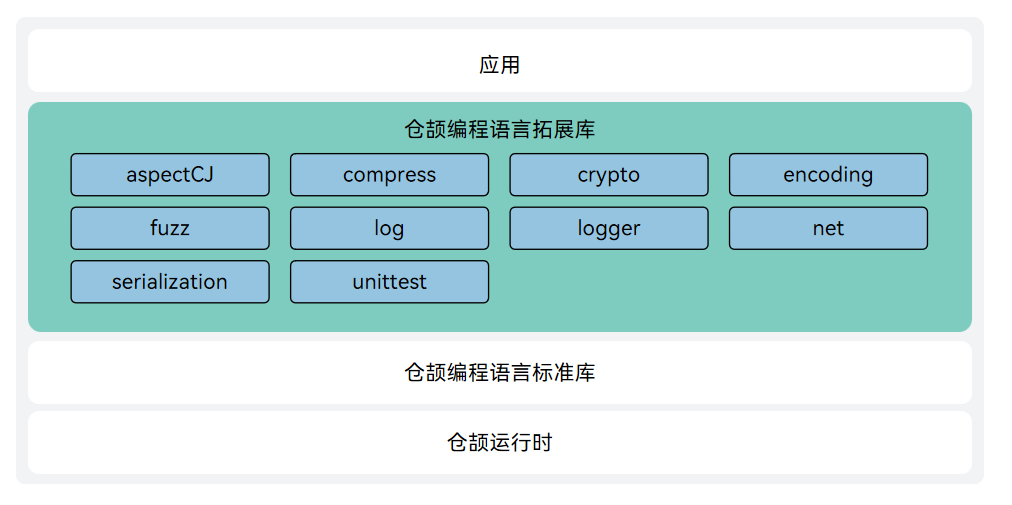 应用
仓颉编程语言拓展库
aspectCJ
compress
crypto
encoding
fuzz
log
logger
net
serialization
unittest
仓颉编程语言标准库
仓颉运行时